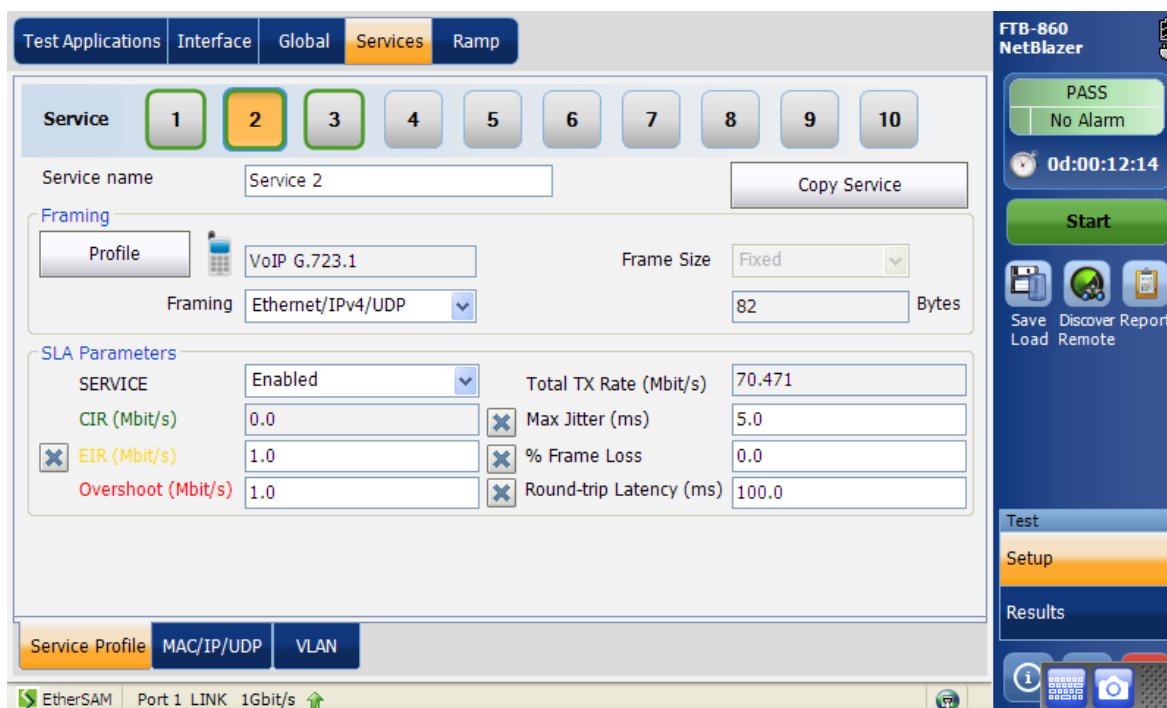 Test Applications Interface Global Services Ramp
FTB-860
NetBlazer
Service 1 2 3 4 5 6 7 8 9 10
PASS
No Alarm
0d:00:12:14
Service name Service 2 Copy Service
Start
Framing
Profile VoIP G.723.1 Frame Size Fixed
Framing Ethernet/IPv4/UDP 82 Bytes
Save Load Discover Remote Report
SLA Parameters
SERVICE Enabled Total TX Rate (Mbit/s) 70.471
CIR (Mbit/s) 0.0 Max Jitter (ms) 5.0
EIR (Mbit/s) 1.0 % Frame Loss 0.0
Overshoot (Mbit/s) 1.0 Round-trip Latency (ms) 100.0
Test
Setup
Results
Service Profile MAC/IP/UDP VLAN
EtherSAM Port 1 LINK 1Gbit/s